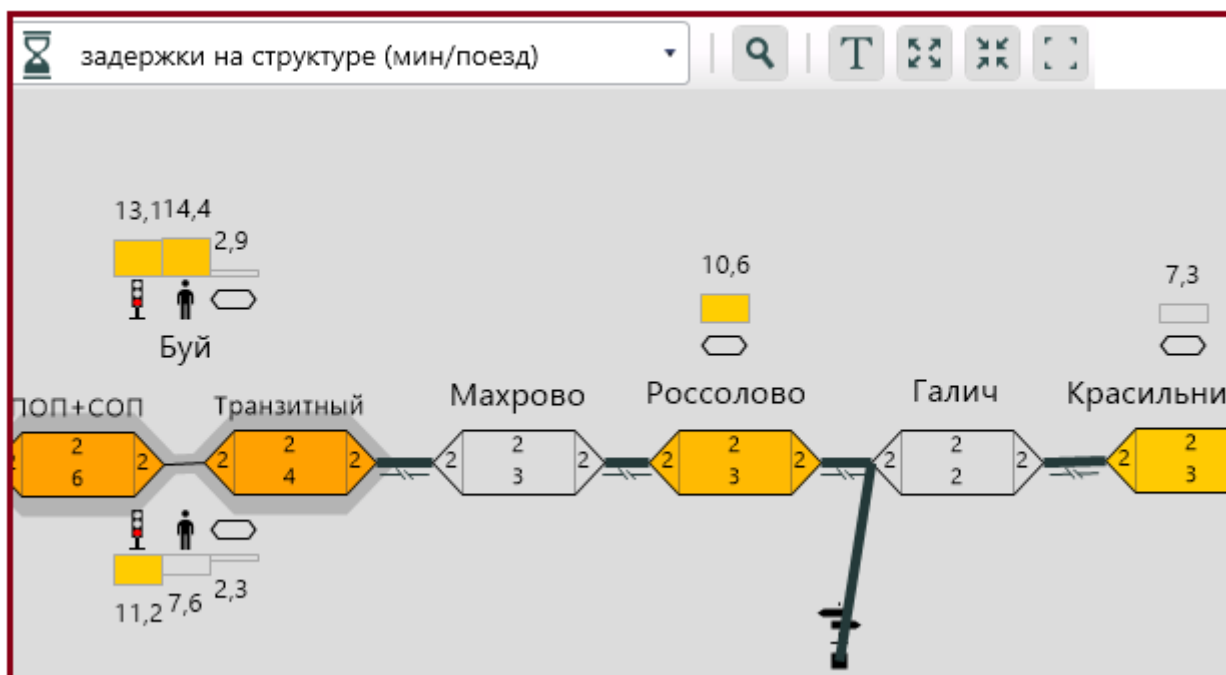 задержки на структуре (мин/поезд)
T
13,1 14,4
2,9
10,6
7,3
Буй
Махрово Россолово Галич Красильни
ПОП+СОП Транзитный
2 2 2 2 2 2
2 2 2 2 2 2 2 2 2 2
6 4 3 3 2 3
11,2 7,6 2,3